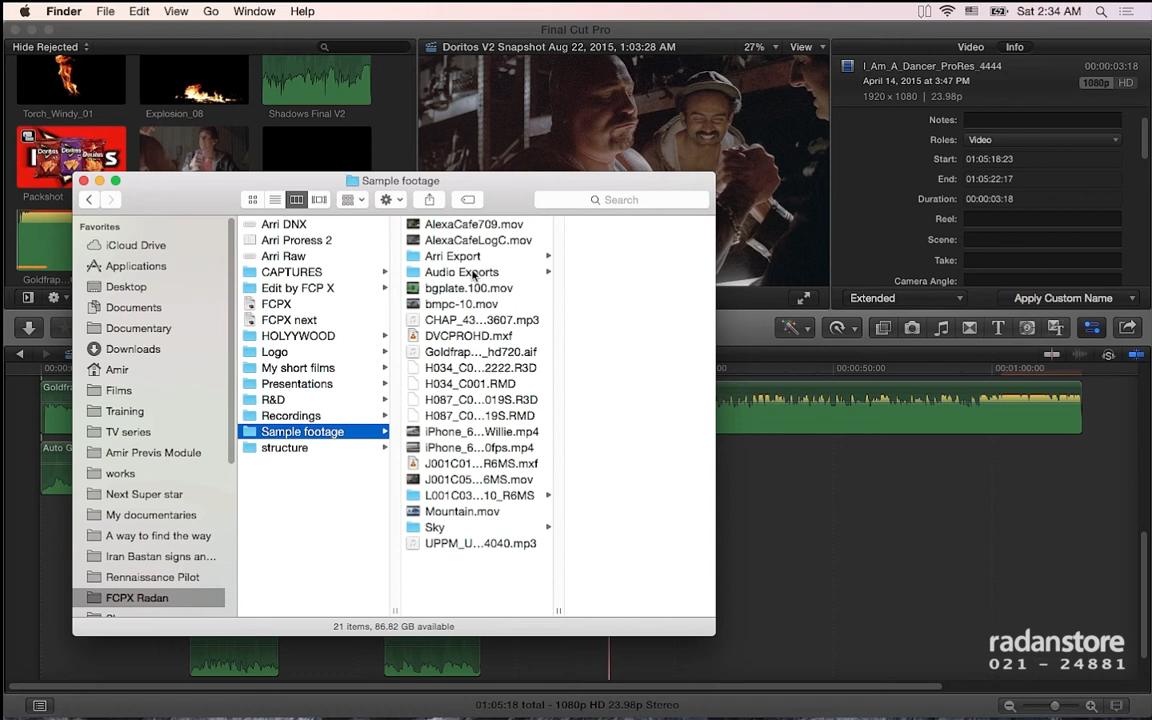 Finder File Edit View Go Window Help Sat 2:34 AM
Final Cut Pro
Hide Rejected
Doritos V2 Snapshot Aug 22, 2015, 1:03:28 AM 27% View
Video Info
I_Am_A_Dancer_ProRes_4444 00:00:03:18
April 14, 2015 at 3:47 PM 1080p HD
1920 x 1080 | 23.98p
Torch_Windy_01 Explosion_08 Shadows Final V2
Packshot
Goldfrap...
Notes:
Roles: Video
Start: 01:05:18:23
End: 01:05:22:17
Duration: 00:00:03:18
Reel:
Scene:
Take:
Camera Angle:
Extended Apply Custom Name
Sample footage
Search
Favorites
iCloud Drive
Applications
Desktop
Documents
Documentary
Downloads
Amir
Films
Training
TV series
Amir Previs Module
works
Next Super star
My documentaries
A way to find the way
Iran Bastan signs an...
Rennaissance Pilot
FCPX Radan
Arri DNX
Arri Proress 2
Arri Raw
CAPTURES
Edit by FCP X
FCPX
FCPX next
HOLYWOOD
Logo
My short films
Presentations
R&D
Recordings
Sample footage
structure
AlexaCafe709.mov
AlexaCafeLogC.mov
Arri Export
Audio Exports
bgplate.100.mov
bmpc-10.mov
CHAP_43...3607.mp3
DVCPROHD.mxf
Goldfrap..._hd720.aif
H034_C0...2222.R3D
H034_C001.RMD
H087_C0...019S.R3D
H087_C0...19S.RMD
iPhone_6...Willie.mp4
iPhone_6...0fps.mp4
J001C01...R6MS.mxf
J001C05...6MS.mov
L001C03...10_R6MS
Mountain.mov
Sky
UPPM_U...4040.mp3
21 items, 86.82 GB available
00:00:50:00 00:01:00:00
radanstore
021 - 24881
01:05:18 total - 1080p HD 23.98p Stereo